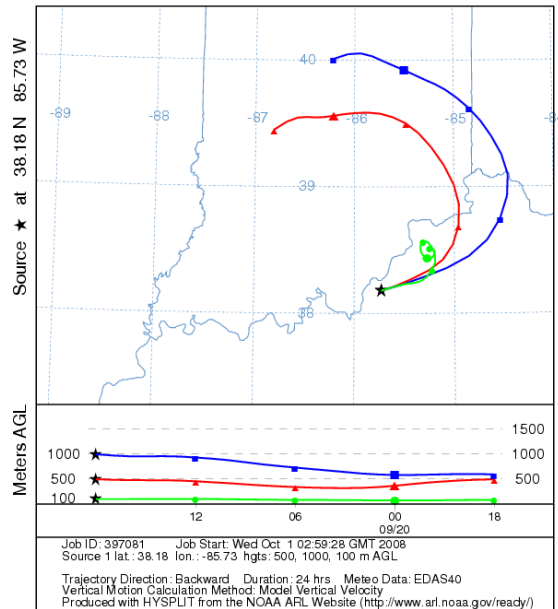 Source ★ at 38.18 N 85.73 W
40
-89
-88
-87
-86
-85
-84
39
38
Meters AGL
1500
1000
1000
500
500
100
12
06
00
18
09/20
Job ID: 397081 Job Start: Wed Oct 1 02:59:28 GMT 2008
Source 1 lat.: 38.18 lon.: -85.73 hgts: 500, 1000, 100 m AGL
Trajectory Direction: Backward Duration: 24 hrs Meteo Data: EDAS40
Vertical Motion Calculation Method: Model Vertical Velocity
Produced with HYSPLIT from the NOAA ARL Website (http://www.arl.noaa.gov/ready/)